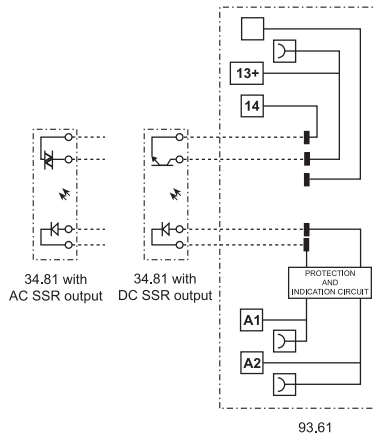 13+
14
PROTECTION
AND
INDICATION CIRCUIT
34.81 with
AC SSR output
34.81 with
DC SSR output
A1
A2
93.61